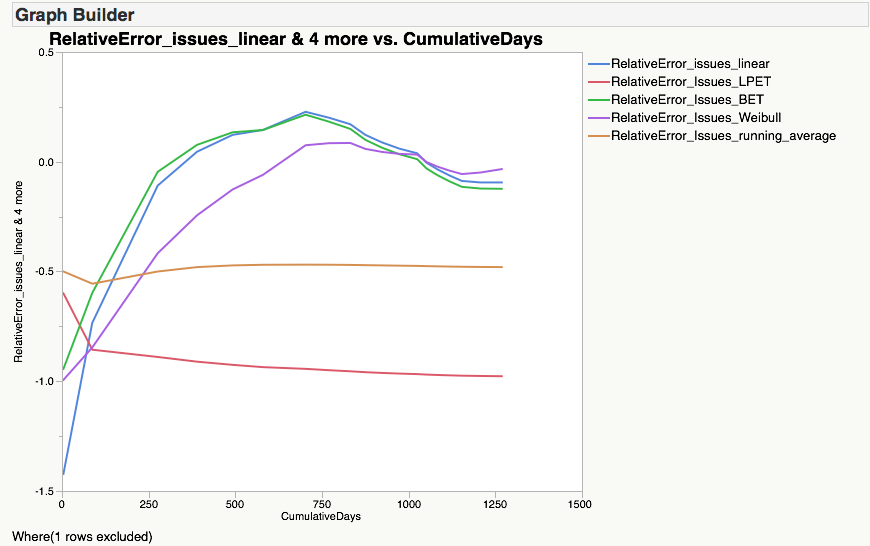 Graph Builder
RelativeError_issues_linear & 4 more vs. CumulativeDays
RelativeError_issues_linear & 4 more
0.5
0.0
-0.5
-1.0
-1.5
0 250 500 750 1000 1250 1500
CumulativeDays
RelativeError_issues_linear
RelativeError_Issues_LPET
RelativeError_Issues_BET
RelativeError_Issues_Weibull
RelativeError_Issues_running_average
Where(1 rows excluded)